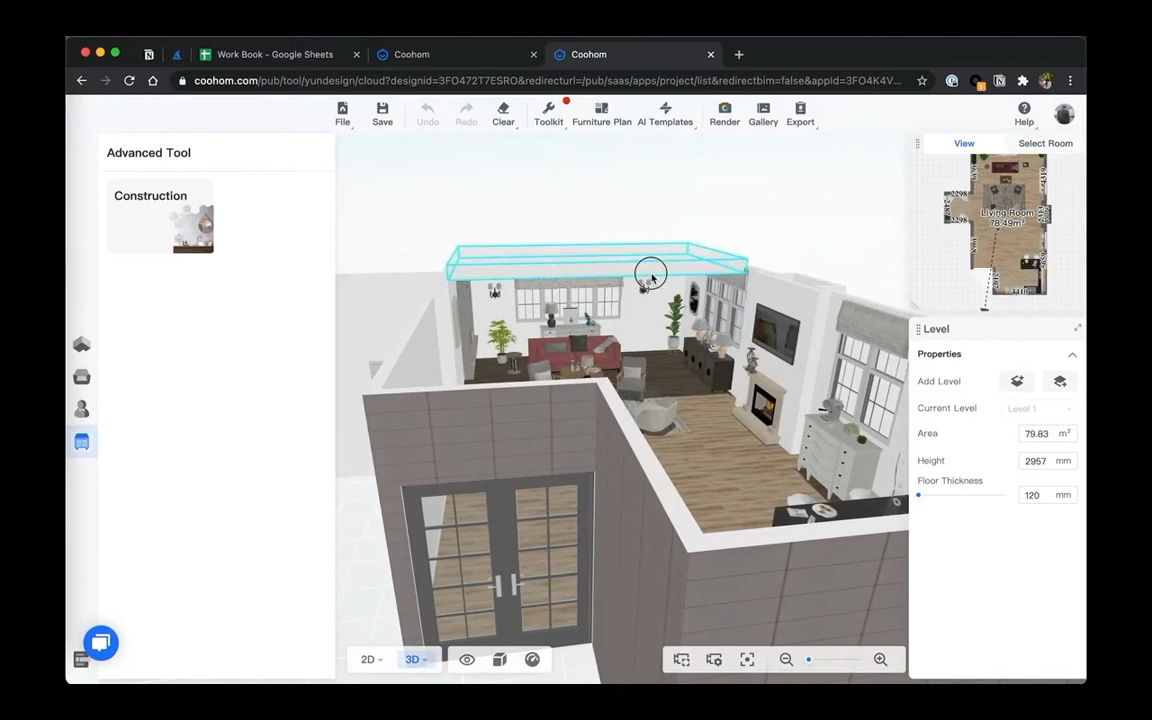 Work Book - Google Sheets
Coohom
Coohom
coohom.com/pub/tool/yundesign/cloud?designid=3FO472T7ESRO&redirecturl=/pub/saas/apps/project/list&redirectbim=false&appId=3FO4K4V...
File
Save
Undo
Redo
Clear
Toolkit
Furniture Plan
AI Templates
Render
Gallery
Export
Help
Advanced Tool
Construction
View
Select Room
2298
2298
Living Room
78.49m²
4410
Level
Properties
Add Level
Current Level
Level 1
Area
79.83 m²
Height
2957 mm
Floor Thickness
120 mm
2D
3D